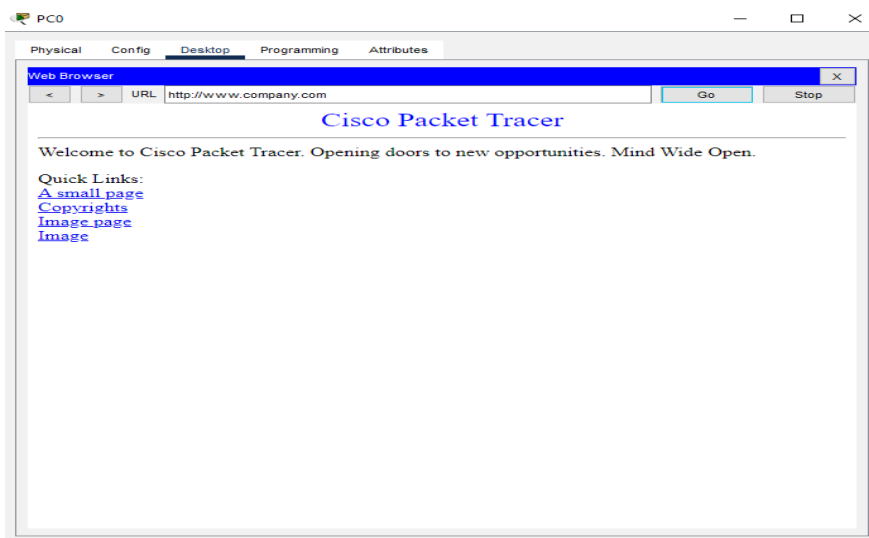 PC0
Physical Config Desktop Programming Attributes
Web Browser X
< > URL http://www.company.com Go Stop
Cisco Packet Tracer
Welcome to Cisco Packet Tracer. Opening doors to new opportunities. Mind Wide Open.
Quick Links:
A small page
Copyrights
Image page
Image